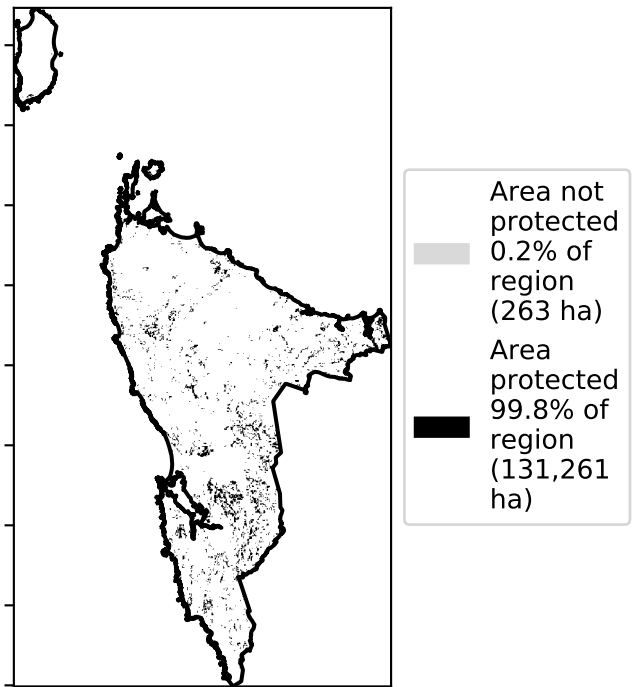 Area not
protected
0.2% of
region
(263 ha)
Area
protected
99.8% of
region
(131,261
ha)